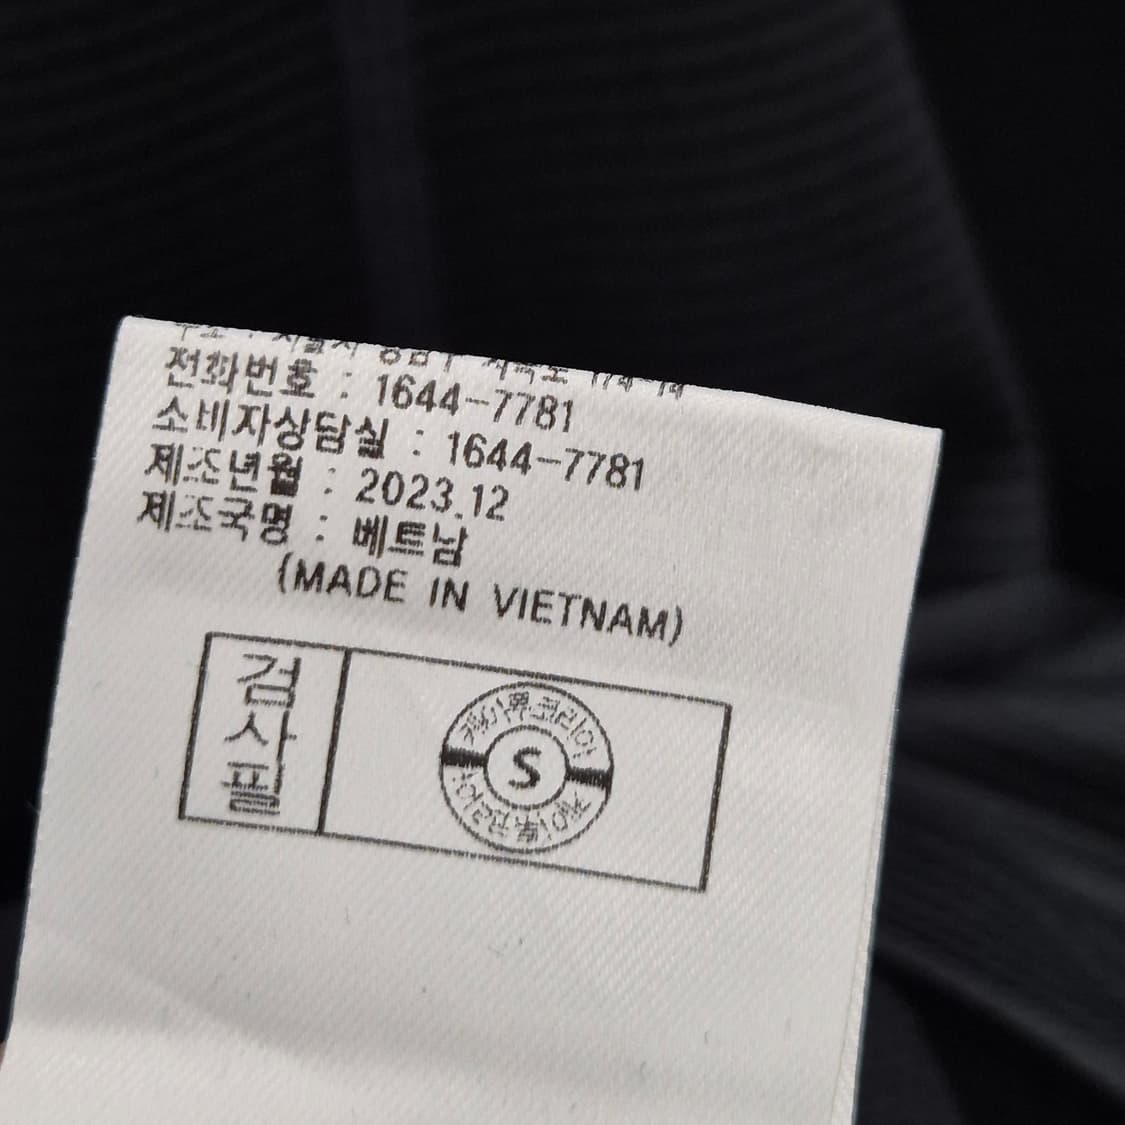 전화번호 : 1644-7781
소비자상담실 : 1644-7781
제조년월 : 2023.12
제조국명 : 베트남
(MADE IN VIETNAM)
검사필
S